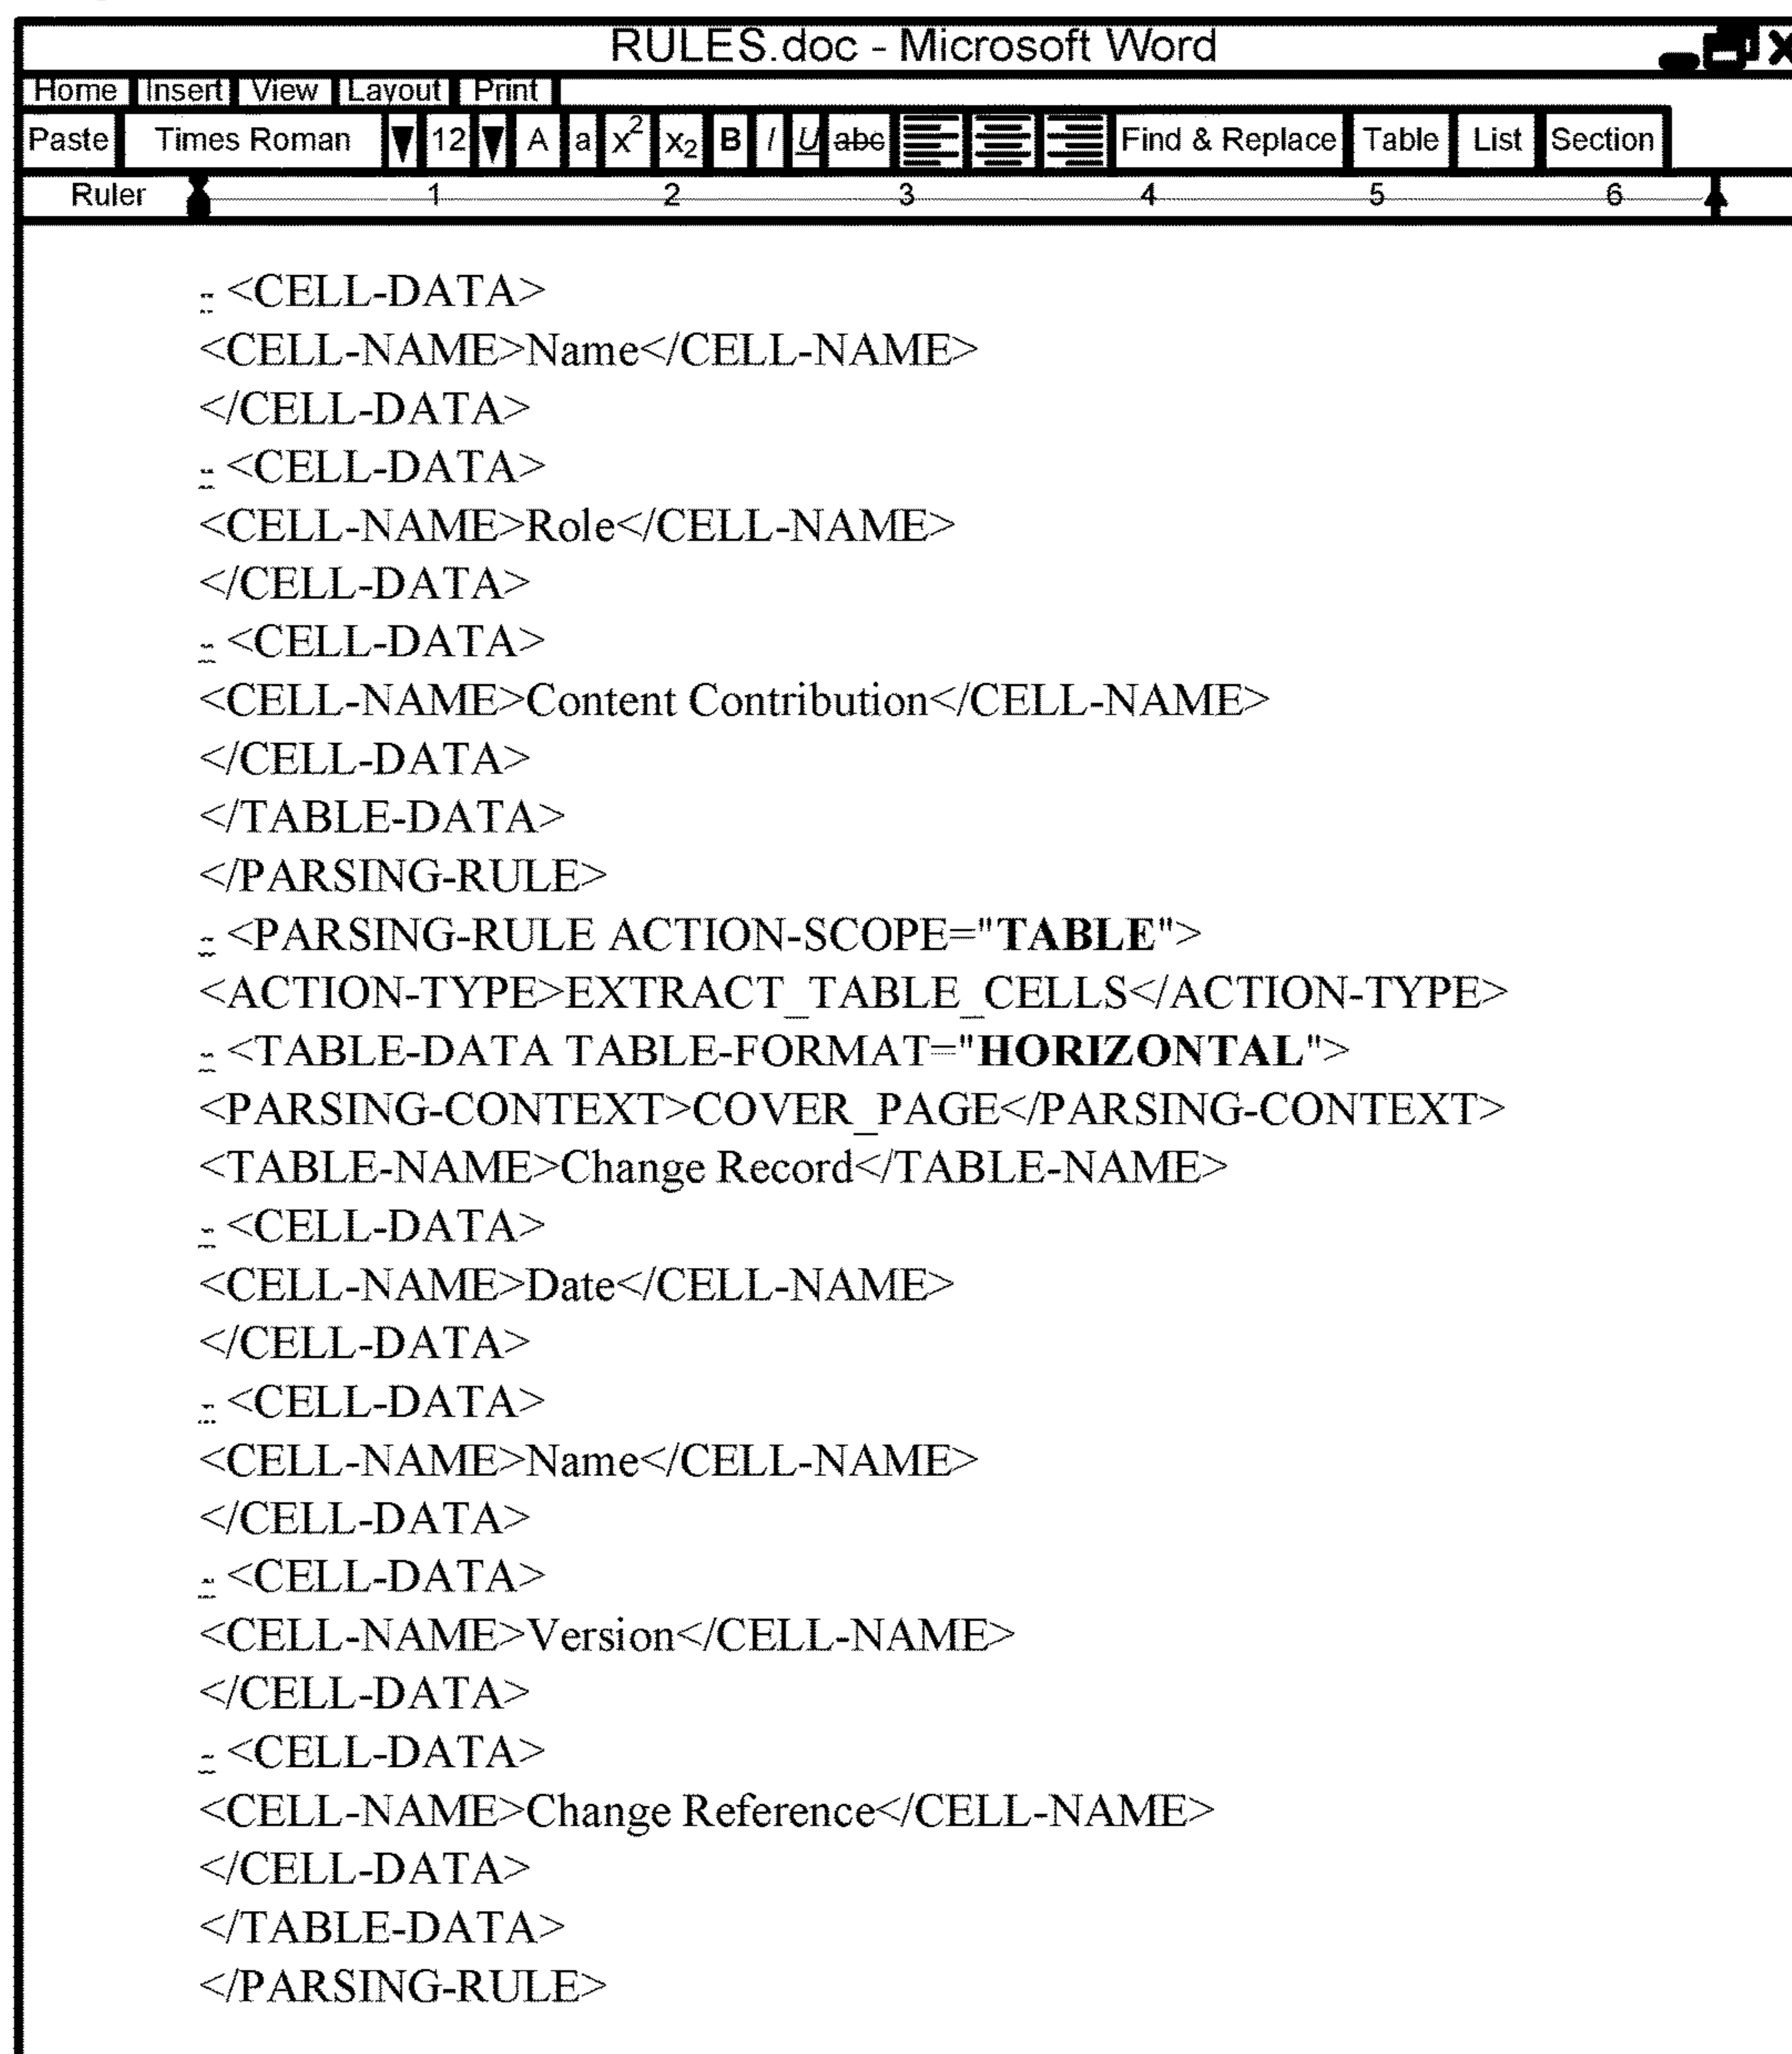 RULES.doc - Microsoft Word
Home Insert View Layout Print
Paste Times Roman 12 A a x² x₂ B I U abc Find & Replace Table List Section
Ruler 1 2 3 4 5 6
- <CELL-DATA>
<CELL-NAME>Name</CELL-NAME>
</CELL-DATA>
- <CELL-DATA>
<CELL-NAME>Role</CELL-NAME>
</CELL-DATA>
- <CELL-DATA>
<CELL-NAME>Content Contribution</CELL-NAME>
</CELL-DATA>
</TABLE-DATA>
</PARSING-RULE>
- <PARSING-RULE ACTION-SCOPE="TABLE">
<ACTION-TYPE>EXTRACT_TABLE_CELLS</ACTION-TYPE>
- <TABLE-DATA TABLE-FORMAT="HORIZONTAL">
<PARSING-CONTEXT>COVER_PAGE</PARSING-CONTEXT>
<TABLE-NAME>Change Record</TABLE-NAME>
- <CELL-DATA>
<CELL-NAME>Date</CELL-NAME>
</CELL-DATA>
- <CELL-DATA>
<CELL-NAME>Name</CELL-NAME>
</CELL-DATA>
- <CELL-DATA>
<CELL-NAME>Version</CELL-NAME>
</CELL-DATA>
- <CELL-DATA>
<CELL-NAME>Change Reference</CELL-NAME>
</CELL-DATA>
</TABLE-DATA>
</PARSING-RULE>